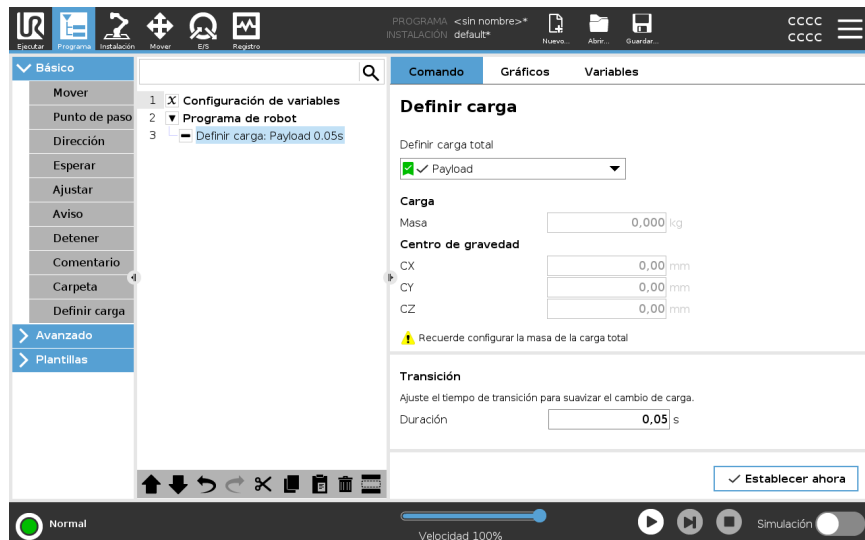 UR
PROGRAMA <sin nombre>*
INSTALACIÓN default*
CCCC
CCCC
Ejecutar Programa Instalación Mover E/S Registro Nuevo... Abrir... Guardar...
Básico
Mover
Punto de paso
Dirección
Esperar
Ajustar
Aviso
Detener
Comentario
Carpeta
Definir carga
Avanzado
Plantillas
1 X Configuración de variables
2 Programa de robot
3 Definir carga: Payload 0.05s
Comando Gráficos Variables
Definir carga
Definir carga total
Payload
Carga
Masa 0,000 kg
Centro de gravedad
CX 0,00 mm
CY 0,00 mm
CZ 0,00 mm
Recuerde configurar la masa de la carga total
Transición
Ajuste el tiempo de transición para suavizar el cambio de carga.
Duración 0,05 s
Establecer ahora
Normal
Velocidad 100%
Simulación